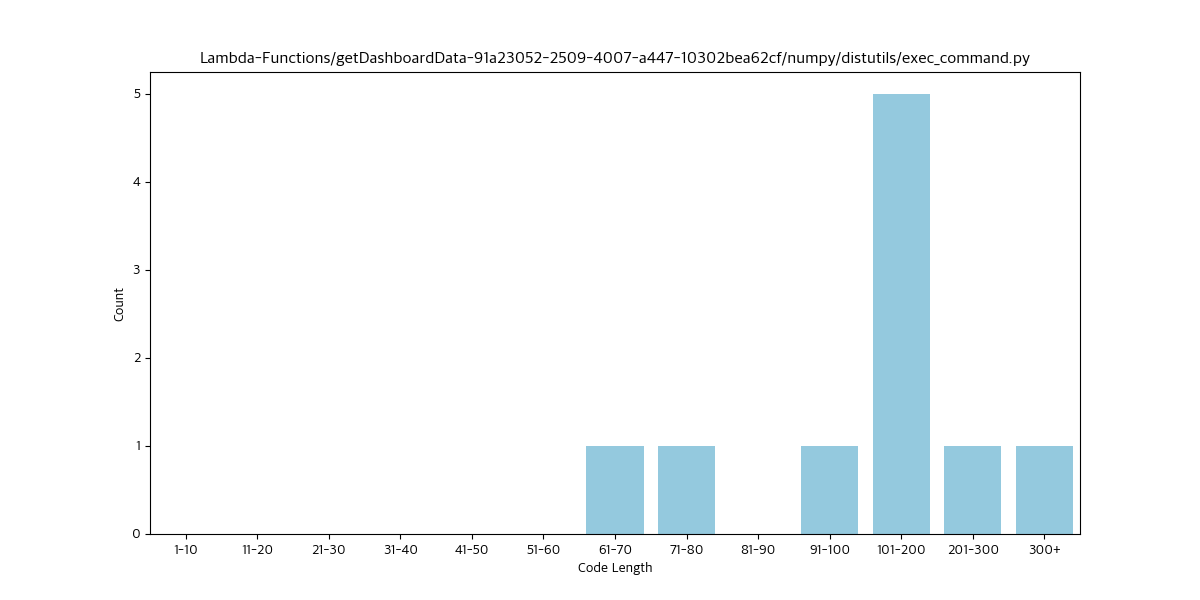 Lambda-Functions/getDashboardData-91a23052-2509-4007-a447-10302bea62cf/numpy/distutils/exec_command.py
5
4
3
2
1
0
Count
1-10 11-20 21-30 31-40 41-50 51-60 61-70 71-80 81-90 91-100 101-200 201-300 300+
Code Length